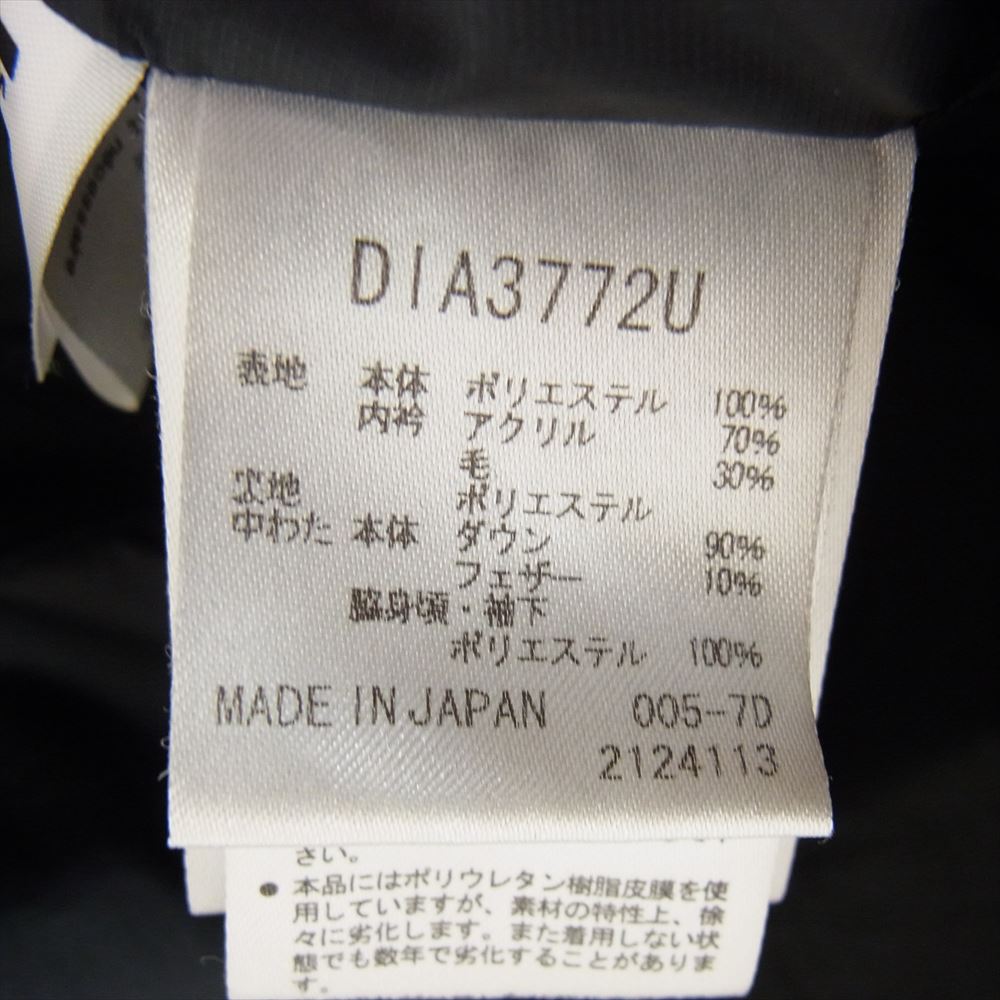 DIA3772U
表地 本体 ポリエステル 100%
内衿 アクリル 70%
毛 30%
裏地 ポリエステル
中わた 本体 ダウン 90%
フェザー 10%
脇身頃・袖下
ポリエステル 100%
MADE IN JAPAN 005-7D
2124113
さい。
● 本品にはポリウレタン樹脂皮膜を使
用していますが、素材の特性上、徐
々に劣化します。また着用しない状
態でも数年で劣化することがありま
す。